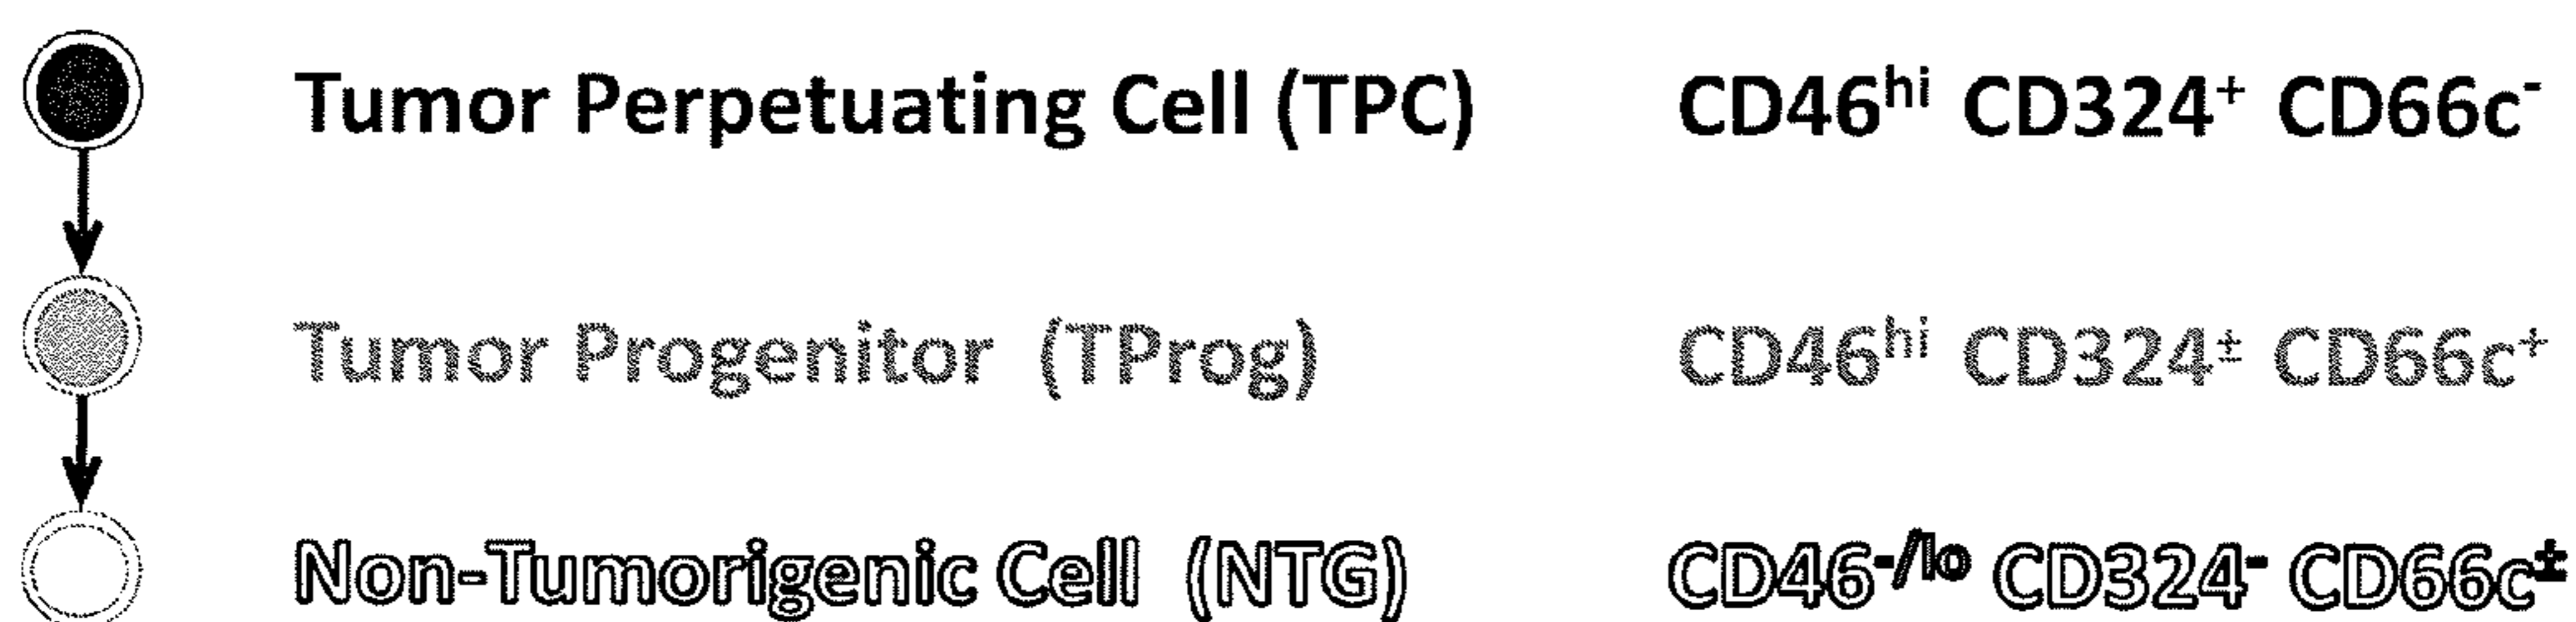 Tumor Perpetuating Cell (TPC) CD46ʰⁱ CD324⁺ CD66c⁻
Tumor Progenitor (TProg) CD46ʰⁱ CD324± CD66c⁺
Non-Tumorigenic Cell (NTG) CD46⁻/ˡᵒ CD324⁻ CD66c±